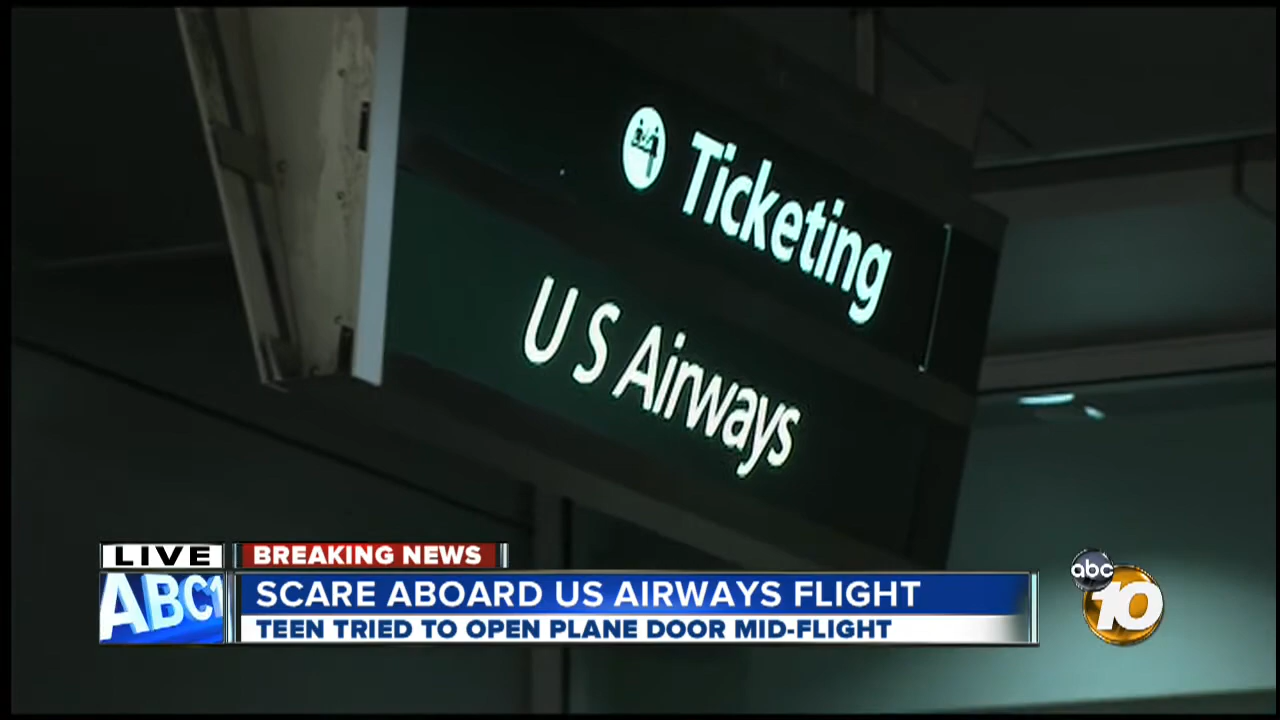 Ticketing
U S Airways
LIVE
BREAKING NEWS
ABC1
SCARE ABOARD US AIRWAYS FLIGHT
TEEN TRIED TO OPEN PLANE DOOR MID-FLIGHT
abc
10